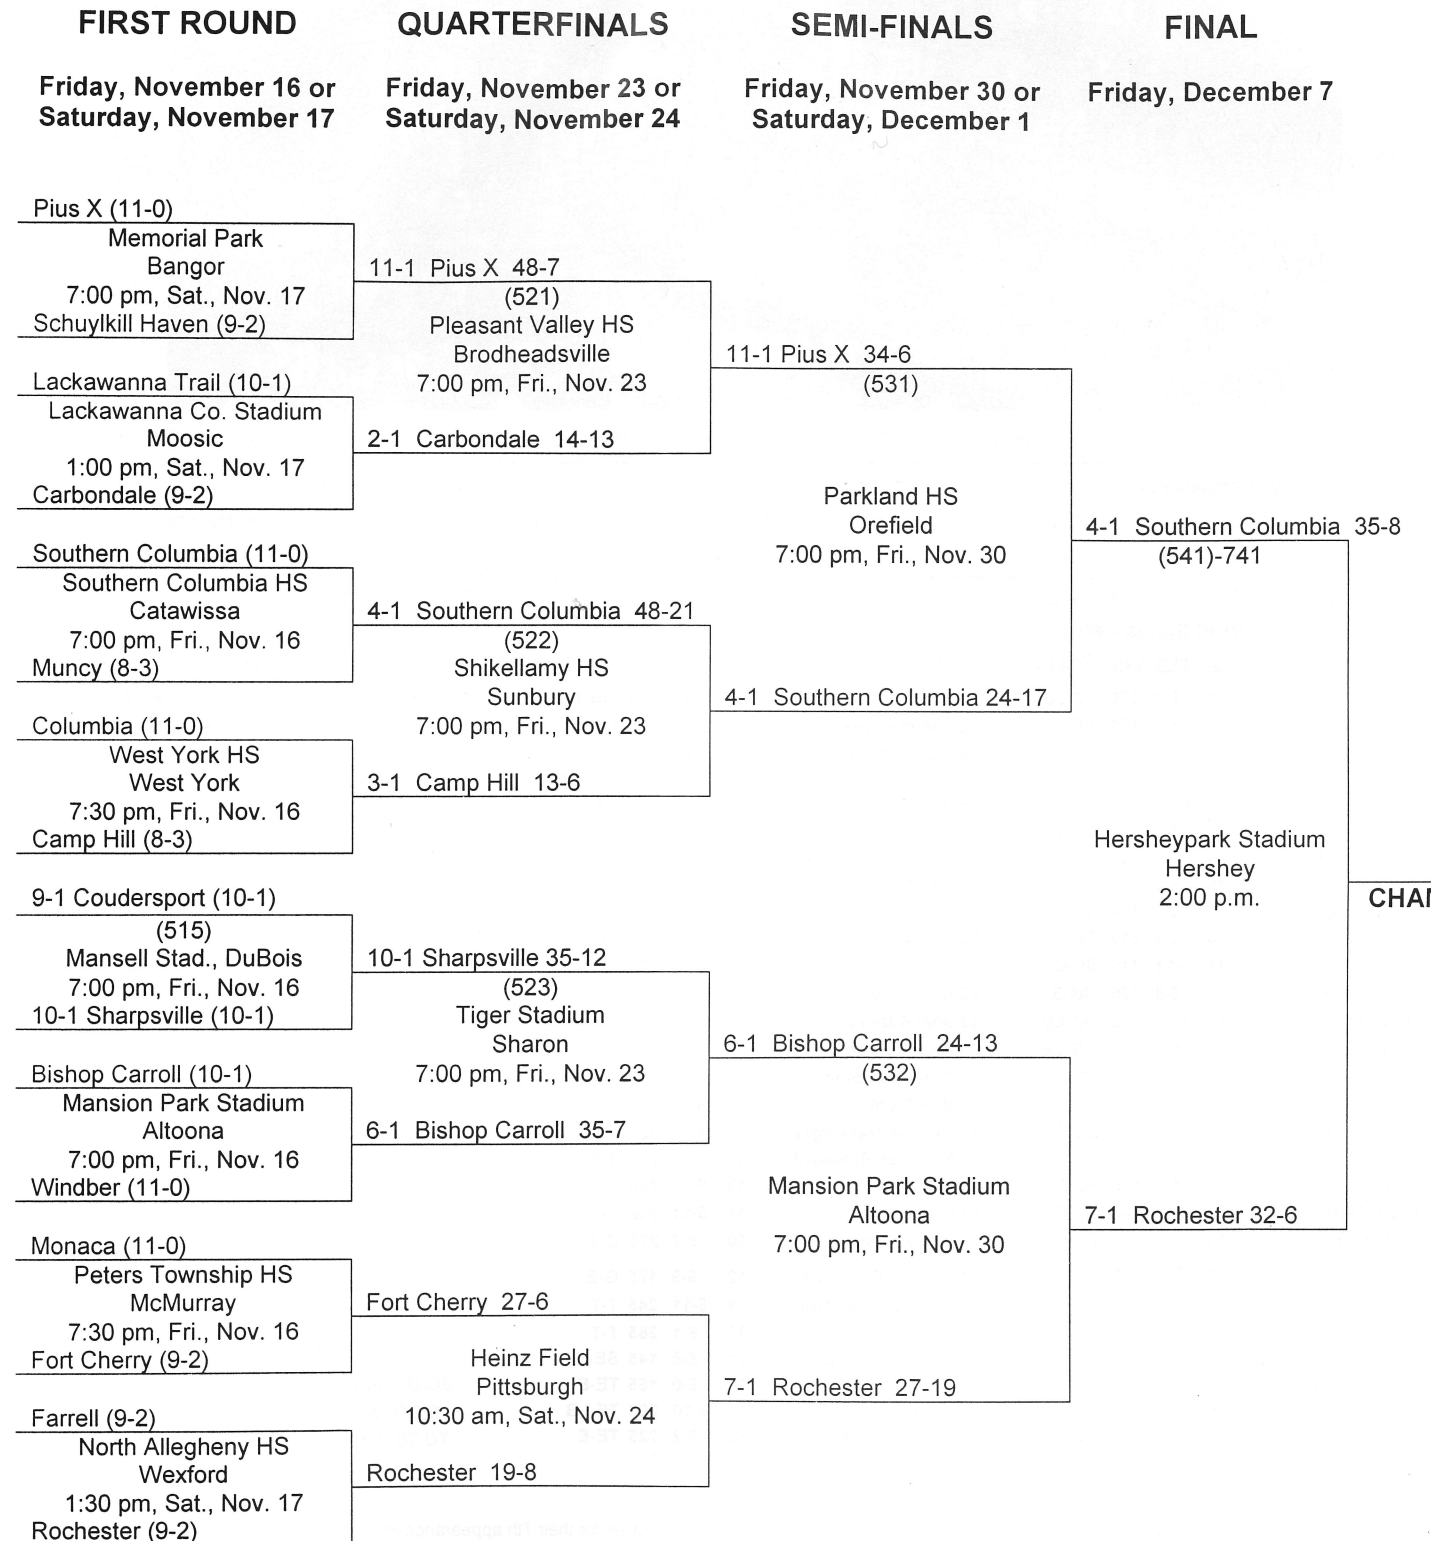 FIRST ROUND
Friday, November 16 or
Saturday, November 17
Pius X (11-0)
Memorial Park
Bangor
7:00 pm, Sat., Nov. 17
Schuylkill Haven (9-2)
Lackawanna Trail (10-1)
Lackawanna Co. Stadium
Moosic
1:00 pm, Sat., Nov. 17
Carbondale (9-2)
Southern Columbia (11-0)
Southern Columbia HS
Catawissa
7:00 pm, Fri., Nov. 16
Muncy (8-3)
Columbia (11-0)
West York HS
West York
7:30 pm, Fri., Nov. 16
Camp Hill (8-3)
9-1 Coudersport (10-1)
(515)
Mansell Stad., DuBois
7:00 pm, Fri., Nov. 16
10-1 Sharpsville (10-1)
Bishop Carroll (10-1)
Mansion Park Stadium
Altoona
7:00 pm, Fri., Nov. 16
Windber (11-0)
Monaca (11-0)
Peters Township HS
McMurray
7:30 pm, Fri., Nov. 16
Fort Cherry (9-2)
Farrell (9-2)
North Allegheny HS
Wexford
1:30 pm, Sat., Nov. 17
Rochester (9-2)
QUARTERFINALS
Friday, November 23 or
Saturday, November 24
11-1 Pius X 48-7
(521)
Pleasant Valley HS
Brodheadsville
7:00 pm, Fri., Nov. 23
2-1 Carbondale 14-13
4-1 Southern Columbia 48-21
(522)
Shikellamy HS
Sunbury
7:00 pm, Fri., Nov. 23
3-1 Camp Hill 13-6
10-1 Sharpsville 35-12
(523)
Tiger Stadium
Sharon
7:00 pm, Fri., Nov. 23
6-1 Bishop Carroll 35-7
Fort Cherry 27-6
Heinz Field
Pittsburgh
10:30 am, Sat., Nov. 24
Rochester 19-8
SEMI-FINALS
Friday, November 30 or
Saturday, December 1
11-1 Pius X 34-6
(531)
Parkland HS
Orefield
7:00 pm, Fri., Nov. 30
4-1 Southern Columbia 24-17
6-1 Bishop Carroll 24-13
(532)
Mansion Park Stadium
Altoona
7:00 pm, Fri., Nov. 30
7-1 Rochester 27-19
FINAL
Friday, December 7
4-1 Southern Columbia 35-8
(541)-741
Hersheypark Stadium
Hershey
2:00 p.m.
7-1 Rochester 32-6